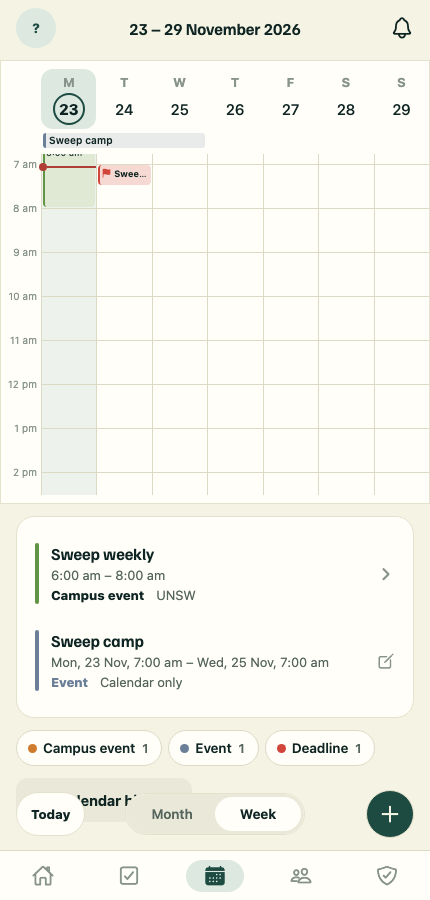 ?
23 – 29 November 2026
M T W T F S S
23 24 25 26 27 28 29
Sweep camp
7 am
Swee...
8 am
9 am
10 am
11 am
12 pm
1 pm
2 pm
Sweep weekly
6:00 am – 8:00 am
Campus event UNSW
Sweep camp
Mon, 23 Nov, 7:00 am – Wed, 25 Nov, 7:00 am
Event Calendar only
Campus event 1
Event 1
Deadline 1
Today
Month
Week